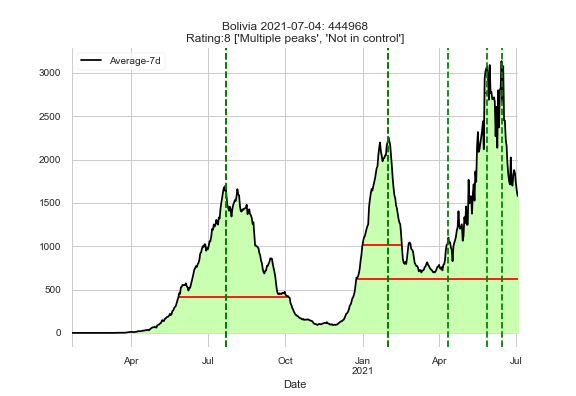 Bolivia 2021-07-04: 444968
Rating:8 ['Multiple peaks', 'Not in control']
Average-7d
3000
2500
2000
1500
1000
500
0
Apr
Jul
Oct
Jan
2021
Apr
Jul
Date